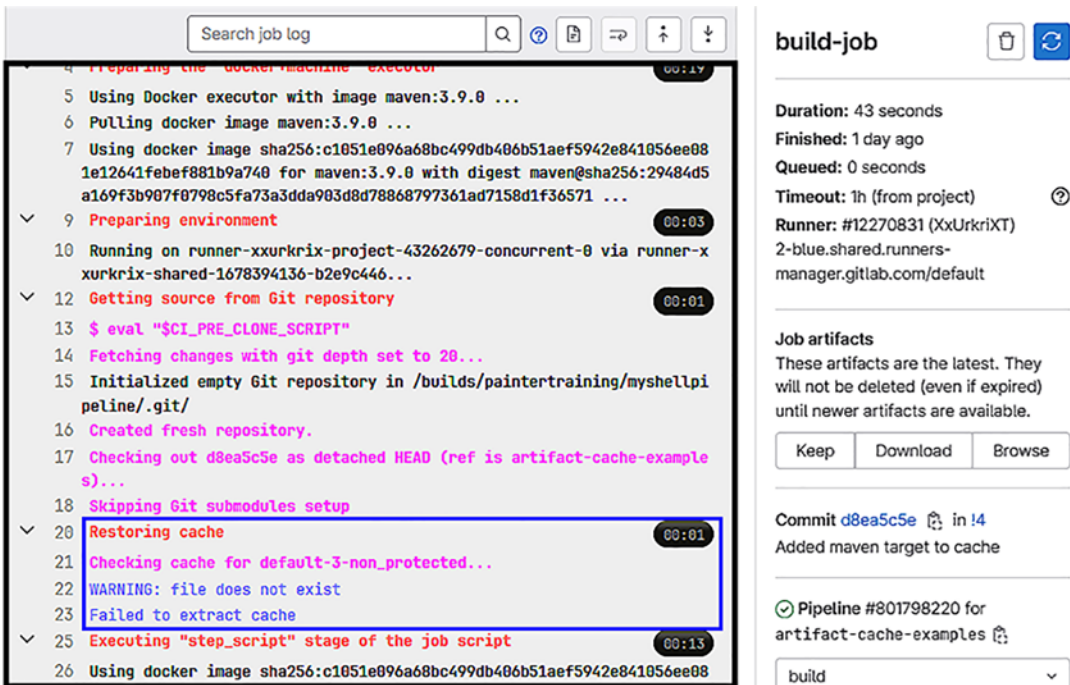 Search job log
4 Preparing the "docker+machine" executor 00:19
5 Using Docker executor with image maven:3.9.0 ...
6 Pulling docker image maven:3.9.0 ...
7 Using docker image sha256:c1051e096a68bc499db406b51aef5942e841056ee08
1e12641febef881b9a740 for maven:3.9.0 with digest maven@sha256:29484d5
a169f3b907f0798c5fa73a3dda903d8d78868797361ad7158d1f36571 ...
9 Preparing environment 00:03
10 Running on runner-xxurkrix-project-43262679-concurrent-0 via runner-x
xurkrix-shared-1678394136-b2e9c446...
12 Getting source from Git repository 00:01
13 $ eval "$CI_PRE_CLONE_SCRIPT"
14 Fetching changes with git depth set to 20...
15 Initialized empty Git repository in /builds/paintertraining/myshellpi
peline/.git/
16 Created fresh repository.
17 Checking out d8ea5c5e as detached HEAD (ref is artifact-cache-example
s)...
18 Skipping Git submodules setup
20 Restoring cache 00:01
21 Checking cache for default-3-non_protected...
22 WARNING: file does not exist
23 Failed to extract cache
25 Executing "step_script" stage of the job script 00:13
26 Using docker image sha256:c1051e096a68bc499db406b51aef5942e841056ee08
build-job
Duration: 43 seconds
Finished: 1 day ago
Queued: 0 seconds
Timeout: 1h (from project)
Runner: #12270831 (XxUrkriXT)
2-blue.shared.runners-
manager.gitlab.com/default
Job artifacts
These artifacts are the latest. They
will not be deleted (even if expired)
until newer artifacts are available.
Keep Download Browse
Commit d8ea5c5e in !4
Added maven target to cache
Pipeline #801798220 for
artifact-cache-examples
build